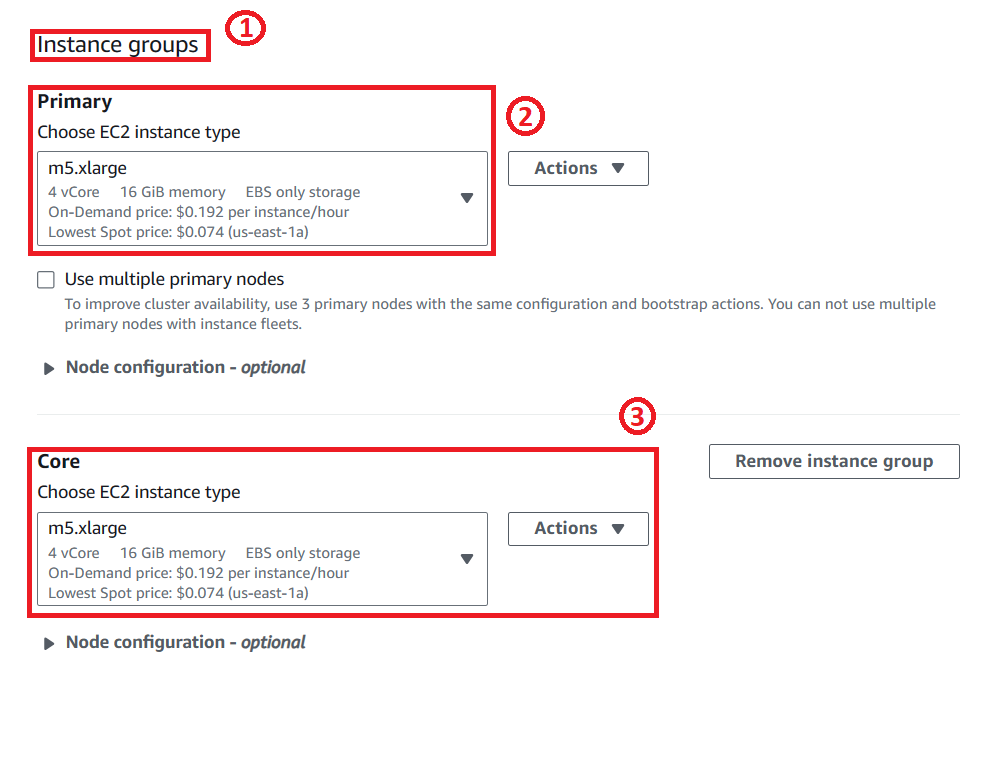 Instance groups
1
Primary
2
Choose EC2 instance type
m5.xlarge
4 vCore 16 GiB memory EBS only storage
On-Demand price: $0.192 per instance/hour
Lowest Spot price: $0.074 (us-east-1a)
Actions
Use multiple primary nodes
To improve cluster availability, use 3 primary nodes with the same configuration and bootstrap actions. You can not use multiple
primary nodes with instance fleets.
Node configuration - optional
3
Core
Remove instance group
Choose EC2 instance type
m5.xlarge
4 vCore 16 GiB memory EBS only storage
On-Demand price: $0.192 per instance/hour
Lowest Spot price: $0.074 (us-east-1a)
Actions
Node configuration - optional